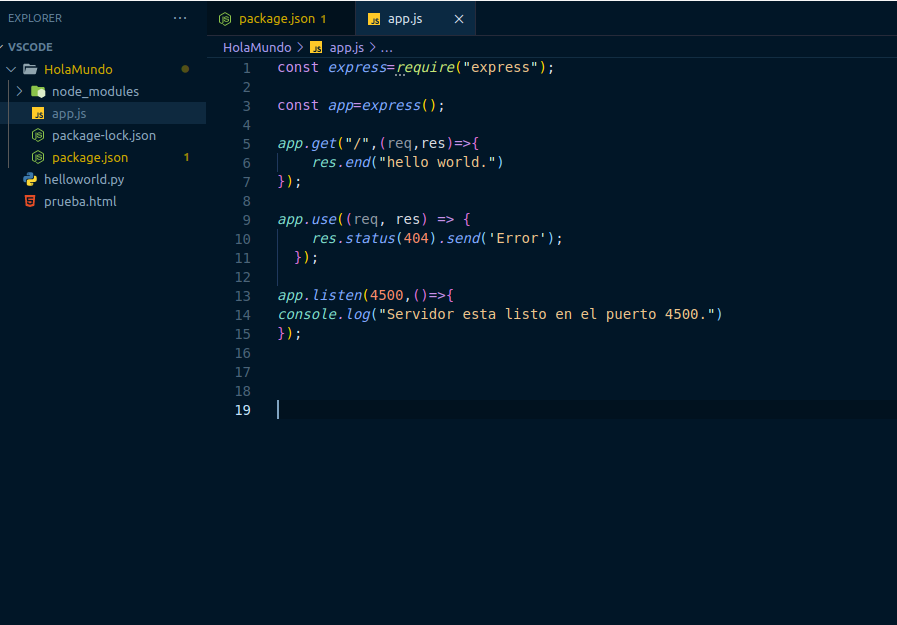 EXPLORER ...
VSCODE
HolaMundo
node_modules
app.js
package-lock.json
package.json 1
helloworld.py
prueba.html
package.json 1 app.js
HolaMundo > app.js > ...
1 const express=require("express");
2
3 const app=express();
4
5 app.get("/",(req,res)=>{
6 res.end("hello world.")
7 });
8
9 app.use((req, res) => {
10 res.status(404).send('Error');
11 });
12
13 app.listen(4500,()=>{
14 console.log("Servidor esta listo en el puerto 4500.")
15 });
16
17
18
19